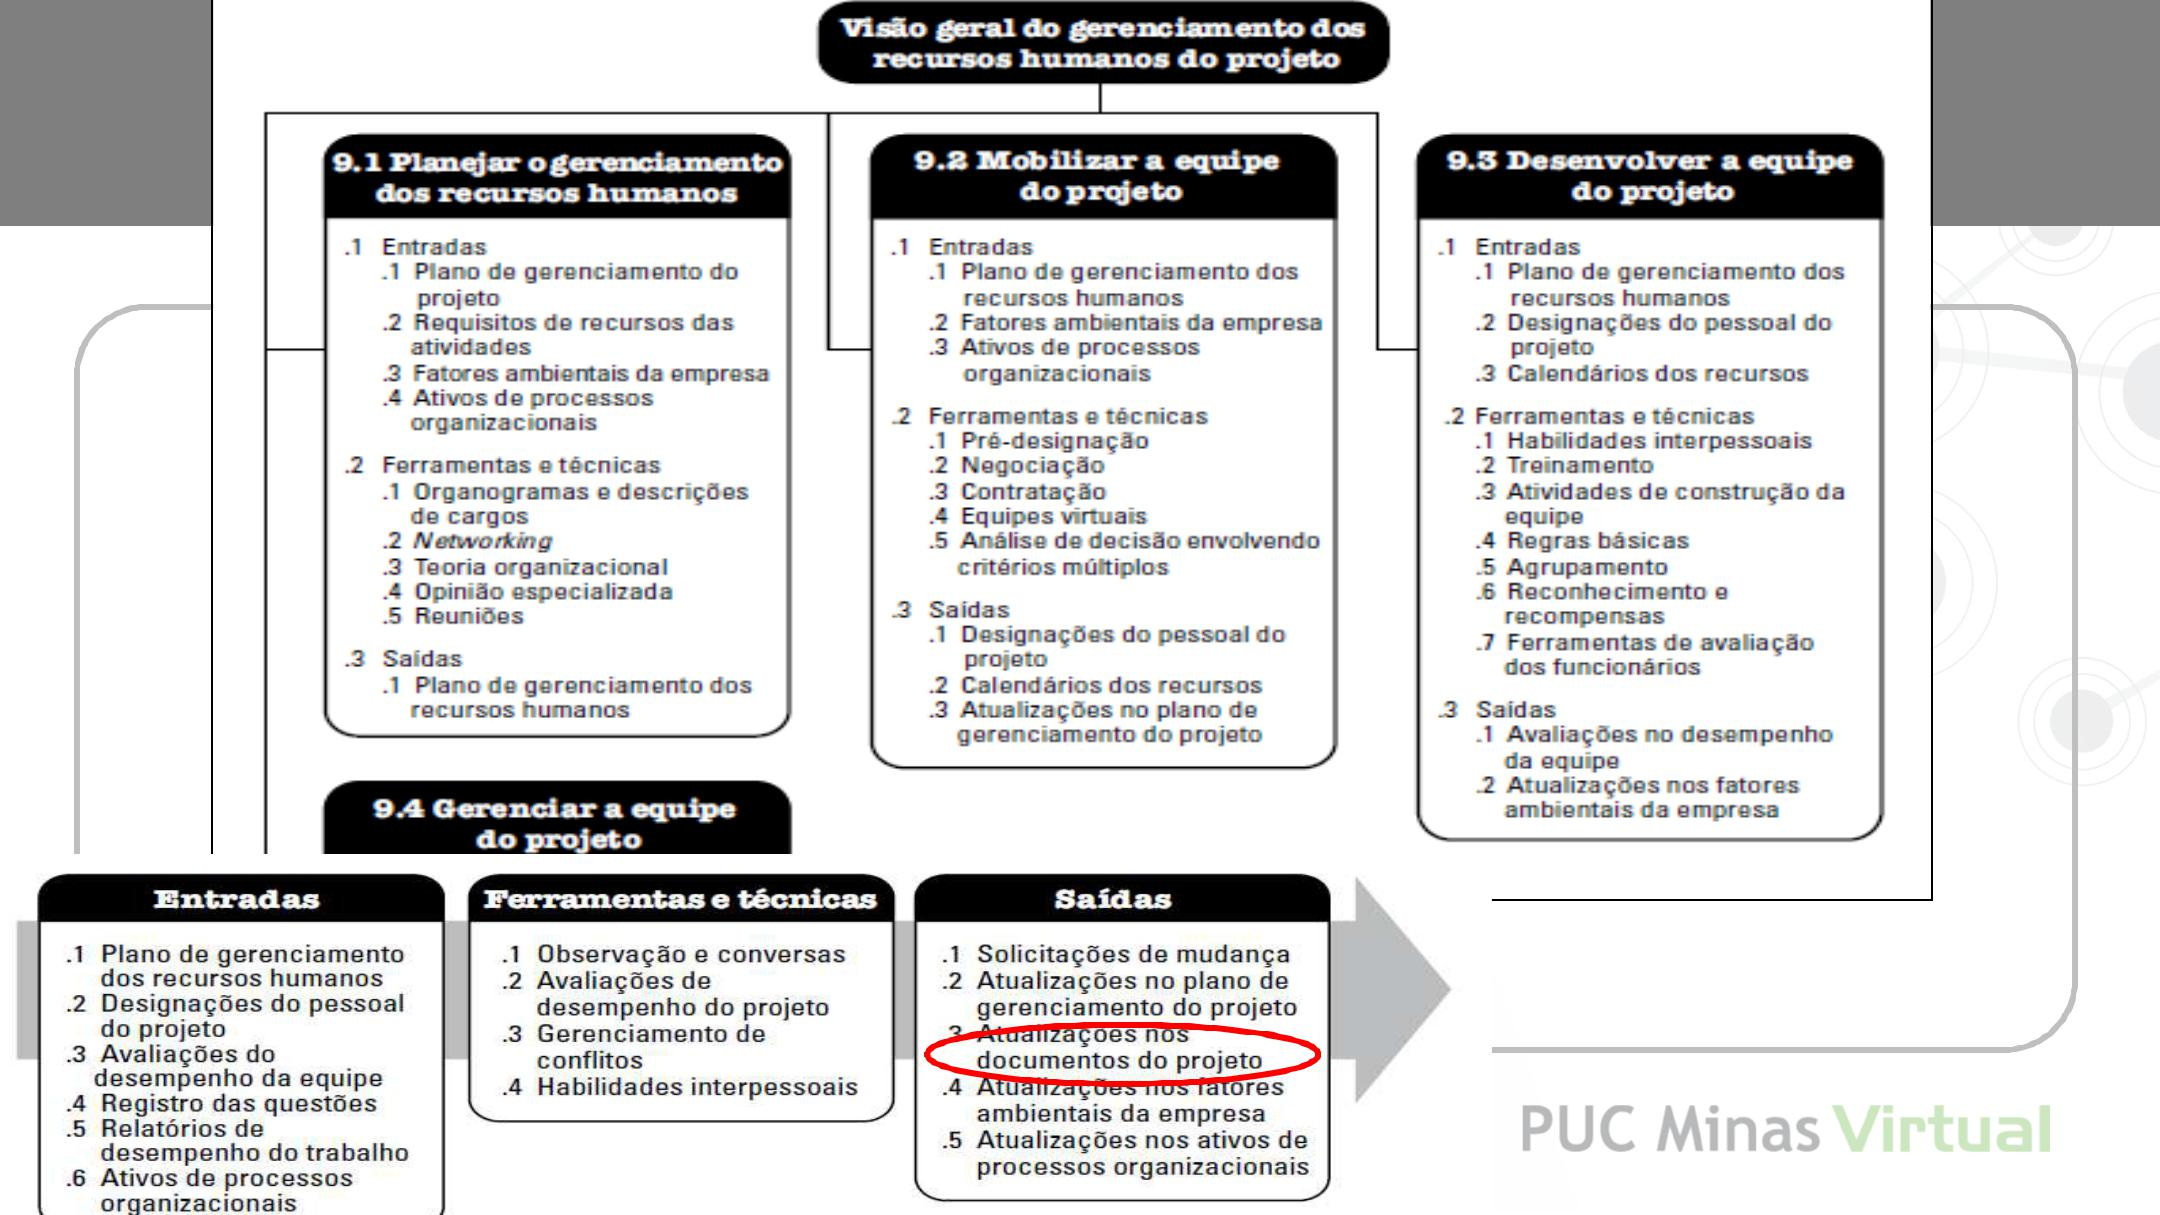 Visão geral do gerenciamento dos
recursos humanos do projeto
9.1 Planejar o gerenciamento
dos recursos humanos
.1 Entradas
.1 Plano de gerenciamento do
projeto
.2 Requisitos de recursos das
atividades
.3 Fatores ambientais da empresa
.4 Ativos de processos
organizacionais
.2 Ferramentas e técnicas
.1 Organogramas e descrições
de cargos
.2 Networking
.3 Teoria organizacional
.4 Opinião especializada
.5 Reuniões
.3 Saídas
.1 Plano de gerenciamento dos
recursos humanos
9.2 Mobilizar a equipe
do projeto
.1 Entradas
.1 Plano de gerenciamento dos
recursos humanos
.2 Fatores ambientais da empresa
.3 Ativos de processos
organizacionais
.2 Ferramentas e técnicas
.1 Pré-designação
.2 Negociação
.3 Contratação
.4 Equipes virtuais
.5 Análise de decisão envolvendo
critérios múltiplos
.3 Saídas
.1 Designações do pessoal do
projeto
.2 Calendários dos recursos
.3 Atualizações no plano de
gerenciamento do projeto
9.3 Desenvolver a equipe
do projeto
.1 Entradas
.1 Plano de gerenciamento dos
recursos humanos
.2 Designações do pessoal do
projeto
.3 Calendários dos recursos
.2 Ferramentas e técnicas
.1 Habilidades interpessoais
.2 Treinamento
.3 Atividades de construção da
equipe
.4 Regras básicas
.5 Agrupamento
.6 Reconhecimento e
recompensas
.7 Ferramentas de avaliação
dos funcionários
.3 Saídas
.1 Avaliações no desempenho
da equipe
.2 Atualizações nos fatores
ambientais da empresa
9.4 Gerenciar a equipe
do projeto
Entradas
.1 Plano de gerenciamento
dos recursos humanos
.2 Designações do pessoal
do projeto
.3 Avaliações do
desempenho da equipe
.4 Registro das questões
.5 Relatórios de
desempenho do trabalho
.6 Ativos de processos
organizacionais
Ferramentas e técnicas
.1 Observação e conversas
.2 Avaliações de
desempenho do projeto
.3 Gerenciamento de
conflitos
.4 Habilidades interpessoais
Saídas
.1 Solicitações de mudança
.2 Atualizações no plano de
gerenciamento do projeto
.3 Atualizações nos
documentos do projeto
.4 Atualizações nos fatores
ambientais da empresa
.5 Atualizações nos ativos de
processos organizacionais
PUC Minas Virtual